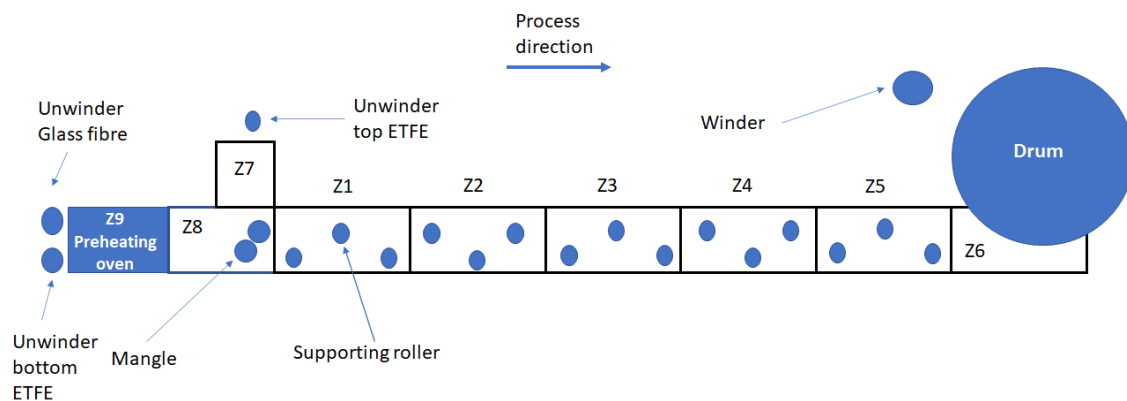 Process
direction
Unwinder
Glass fibre
Unwinder
top ETFE
Winder
Drum
Z7
Z1
Z2
Z3
Z4
Z5
Z9
Preheating
oven
Z8
Z6
Unwinder
bottom
ETFE
Mangle
Supporting roller